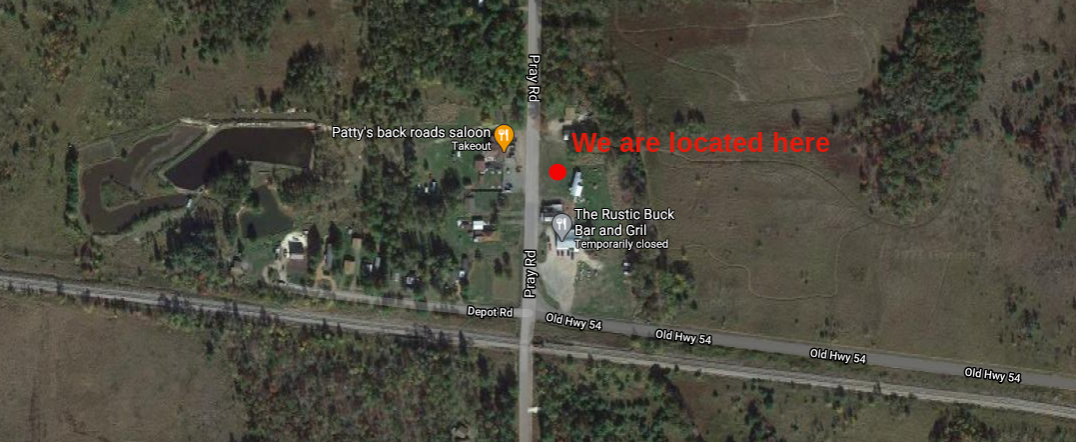 Pray Rd
Patty's back roads saloon
Takeout
We are located here
The Rustic Buck
Bar and Gril
Temporarily closed
Pray Rd
Depot Rd
Old Hwy 54
Old Hwy 54
Old Hwy 54
Old Hwy 54